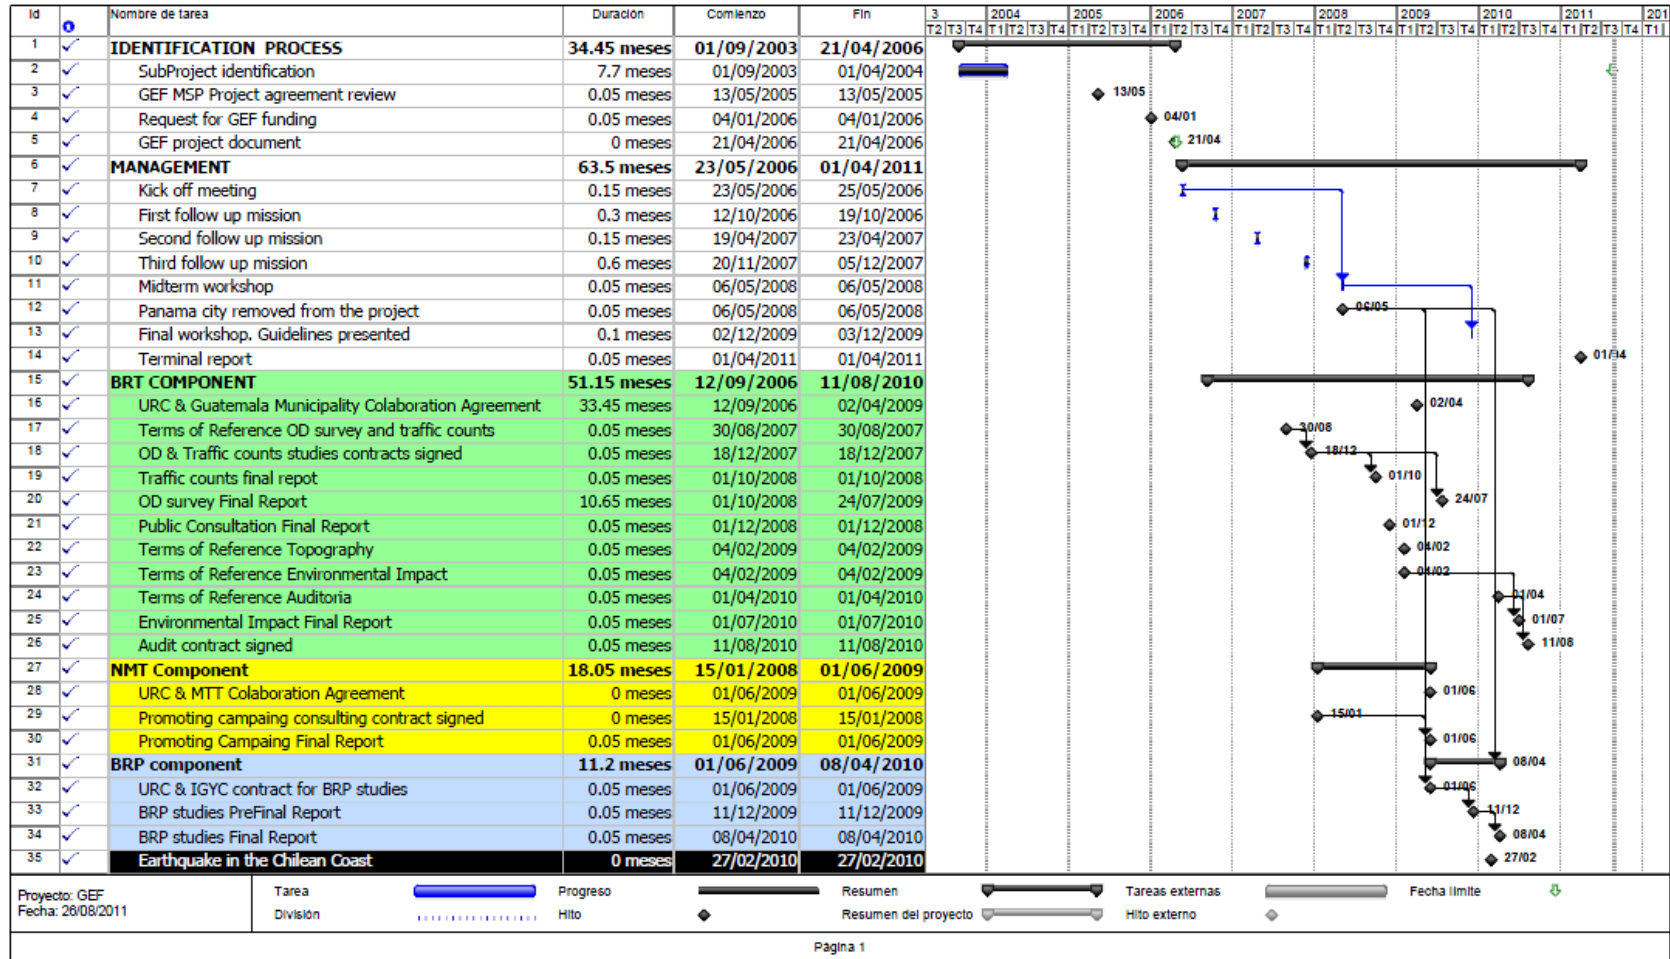 Id Nombre de tarea Duración Comienzo Fin 3 2004 2005 2006 2007 2008 2009 2010 2011 201
T2 T3 T4 T1 T2 T3 T4 T1 T2 T3 T4 T1 T2 T3 T4 T1 T2 T3 T4 T1 T2 T3 T4 T1 T2 T3 T4 T1 T2 T3 T4 T1 T2 T3 T4 T1
1 IDENTIFICATION PROCESS 34.45 meses 01/09/2003 21/04/2006
2 SubProject identification 7.7 meses 01/09/2003 01/04/2004
3 GEF MSP Project agreement review 0.05 meses 13/05/2005 13/05/2005 13/05
4 Request for GEF funding 0.05 meses 04/01/2006 04/01/2006 04/01
5 GEF project document 0 meses 21/04/2006 21/04/2006 21/04
6 MANAGEMENT 63.5 meses 23/05/2006 01/04/2011
7 Kick off meeting 0.15 meses 23/05/2006 25/05/2006
8 First follow up mission 0.3 meses 12/10/2006 19/10/2006
9 Second follow up mission 0.15 meses 19/04/2007 23/04/2007
10 Third follow up mission 0.6 meses 20/11/2007 05/12/2007
11 Midterm workshop 0.05 meses 06/05/2008 06/05/2008
12 Panama city removed from the project 0.05 meses 06/05/2008 06/05/2008 06/05
13 Final workshop. Guidelines presented 0.1 meses 02/12/2009 03/12/2009
14 Terminal report 0.05 meses 01/04/2011 01/04/2011 01/04
15 BRT COMPONENT 51.15 meses 12/09/2006 11/08/2010
16 URC & Guatemala Municipality Colaboration Agreement 33.45 meses 12/09/2006 02/04/2009 02/04
17 Terms of Reference OD survey and traffic counts 0.05 meses 30/08/2007 30/08/2007 30/08
18 OD & Traffic counts studies contracts signed 0.05 meses 18/12/2007 18/12/2007 18/12
19 Traffic counts final repot 0.05 meses 01/10/2008 01/10/2008 01/10
20 OD survey Final Report 10.65 meses 01/10/2008 24/07/2009 24/07
21 Public Consultation Final Report 0.05 meses 01/12/2008 01/12/2008 01/12
22 Terms of Reference Topography 0.05 meses 04/02/2009 04/02/2009 04/02
23 Terms of Reference Environmental Impact 0.05 meses 04/02/2009 04/02/2009 04/02
24 Terms of Reference Auditoria 0.05 meses 01/04/2010 01/04/2010 01/04
25 Environmental Impact Final Report 0.05 meses 01/07/2010 01/07/2010 01/07
26 Audit contract signed 0.05 meses 11/08/2010 11/08/2010 11/08
27 NMT Component 18.05 meses 15/01/2008 01/06/2009
28 URC & MTT Colaboration Agreement 0 meses 01/06/2009 01/06/2009 01/06
29 Promoting campaing consulting contract signed 0 meses 15/01/2008 15/01/2008 15/01
30 Promoting Campaing Final Report 0.05 meses 01/06/2009 01/06/2009 01/06
31 BRP component 11.2 meses 01/06/2009 08/04/2010 08/04
32 URC & IGYC contract for BRP studies 0.05 meses 01/06/2009 01/06/2009 01/06
33 BRP studies PreFinal Report 0.05 meses 11/12/2009 11/12/2009 11/12
34 BRP studies Final Report 0.05 meses 08/04/2010 08/04/2010 08/04
35 Earthquake in the Chilean Coast 0 meses 27/02/2010 27/02/2010 27/02
Proyecto: GEF
Fecha: 26/08/2011
Tarea Progreso Resumen Tareas externas Fecha límite
División Hito Resumen del proyecto Hito externo
Página 1